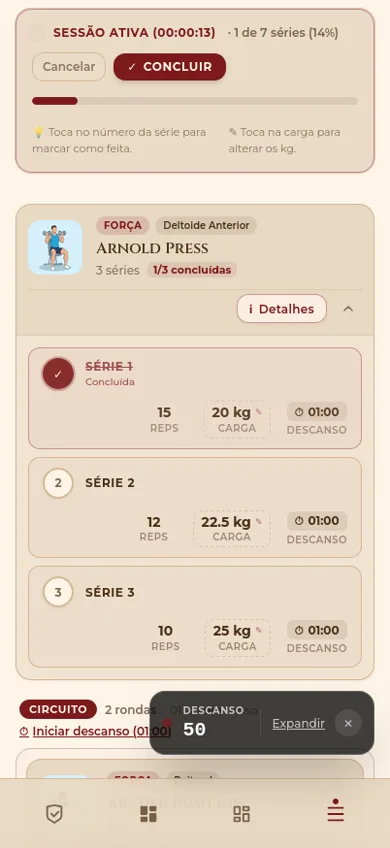 SESSÃO ATIVA (00:00:13) · 1 de 7 séries (14%)
Cancelar ✓ CONCLUIR
💡 Toca no número da série para marcar como feita.
✎ Toca na carga para alterar os kg.
FORÇA Deltoide Anterior
Arnold Press
3 séries 1/3 concluídas
i Detalhes
✓ SÉRIE 1
Concluída
15 20 kg ✎ ⏱ 01:00
REPS CARGA DESCANSO
2 SÉRIE 2
12 22.5 kg ✎ ⏱ 01:00
REPS CARGA DESCANSO
3 SÉRIE 3
10 25 kg ✎ ⏱ 01:00
REPS CARGA DESCANSO
CIRCUITO 2 rondas
⏱ Iniciar descanso (01:00)
DESCANSO
50
Expandir ×
FORÇA
Archer Push